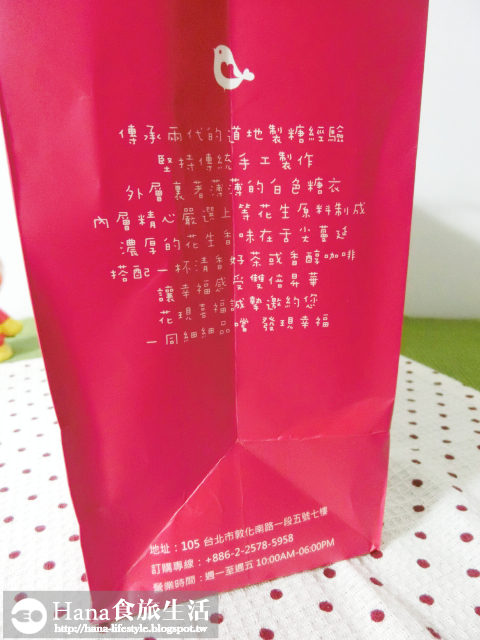 傳承兩代的道地製糖經驗
堅持傳統手工製作
外層裹著薄薄的白色糖衣
內層精心嚴選上等花生原料制成
濃厚的花生香味在舌尖蔓延
搭配一杯清香好茶或香醇咖啡
讓幸福感受雙倍昇華
花現幸福誠摯邀約您
一同細細品嚐 發現幸福
地址：105 台北市敦化南路一段五號七樓
訂購專線：+886-2-2578-5958
營業時間：週一至週五 10:00AM-06:00PM
Hana食旅生活
http://hana-lifestyle.blogspot.tw